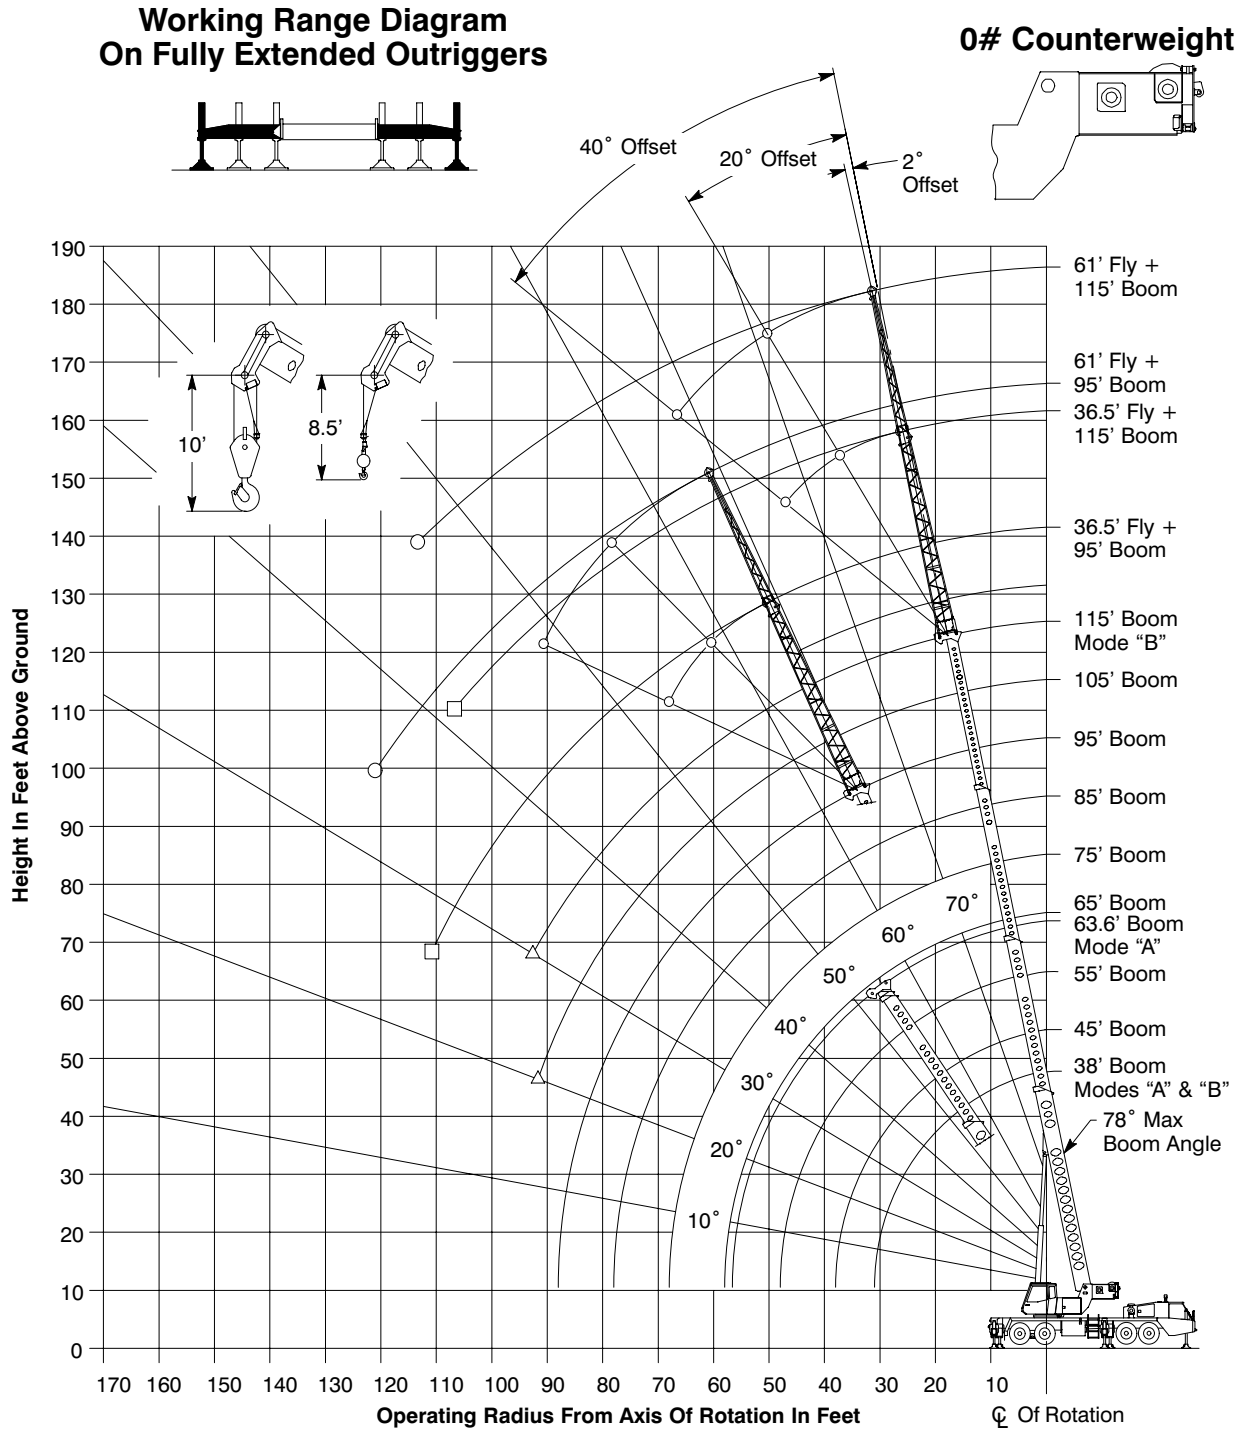 Working Range Diagram
On Fully Extended Outriggers
0# Counterweight
40° Offset
20° Offset
2°
Offset
190
180
170
160
150
140
130
120
110
100
90
80
70
60
50
40
30
20
10
0
Height In Feet Above Ground
10’
8.5’
61’ Fly +
115’ Boom
61’ Fly +
95’ Boom
36.5’ Fly +
115’ Boom
36.5’ Fly +
95’ Boom
115’ Boom
Mode “B”
105’ Boom
95’ Boom
85’ Boom
75’ Boom
65’ Boom
63.6’ Boom
Mode “A”
55’ Boom
45’ Boom
38’ Boom
Modes “A” & “B”
78° Max
Boom Angle
70°
60°
50°
40°
30°
20°
10°
170 160 150 140 130 120 110 100 90 80 70 60 50 40 30 20 10
Operating Radius From Axis Of Rotation In Feet
℄ Of Rotation